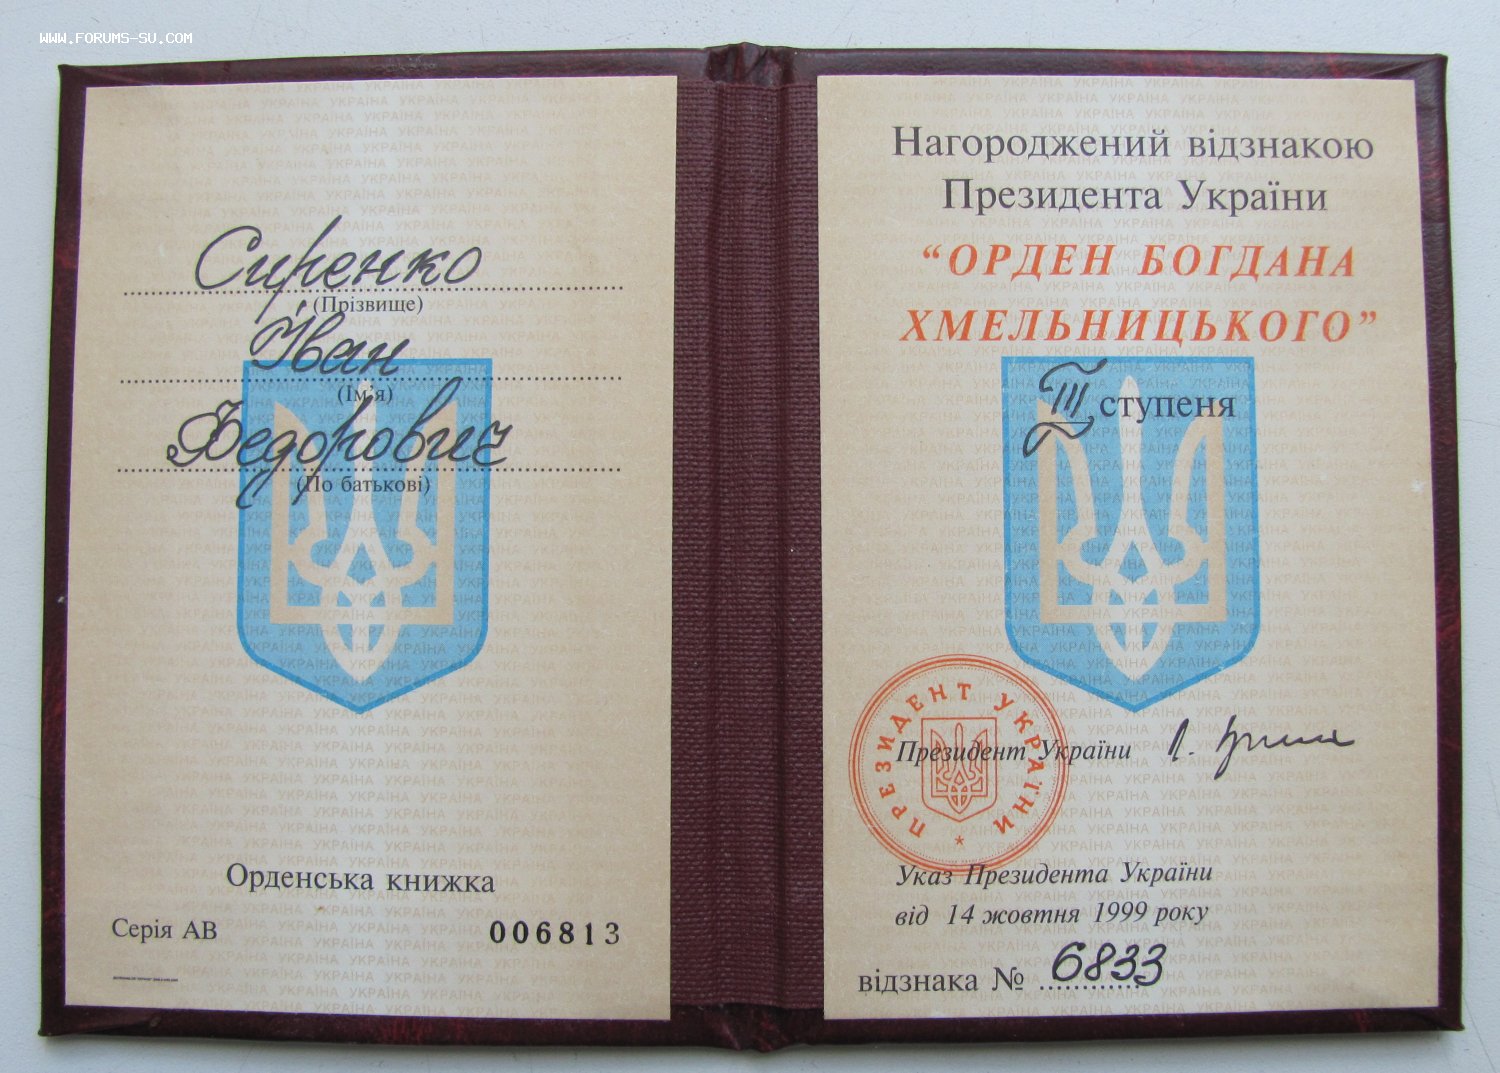 WWW.FORUMS-SU.COM
Сиренко
(Прізвище)
Іван
(Ім’я)
Федорович
(По батькові)
Орденська книжка
Серія АВ 006813
Нагороджений відзнакою
Президента України
“ОРДЕН БОГДАНА
ХМЕЛЬНИЦЬКОГО”
III ступеня
ПРЕЗИДЕНТ УКРАЇНИ
Президент України
Указ Президента України
від 14 жовтня 1999 року
відзнака № 6833